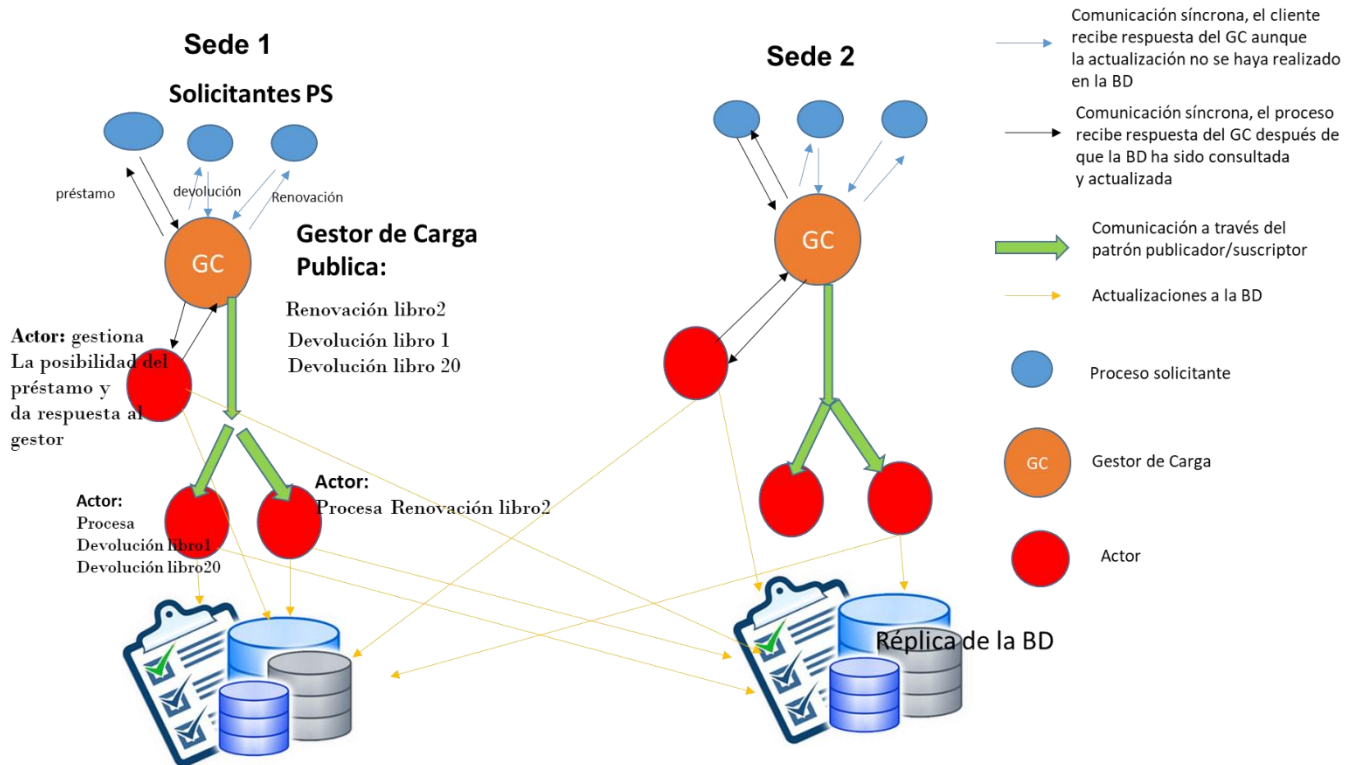 Sede 1
Solicitantes PS
préstamo
devolución
Renovación
GC
Gestor de Carga
Publica:
Renovación libro2
Devolución libro 1
Devolución libro 20
Actor: gestiona
La posibilidad del
préstamo y
da respuesta al
gestor
Actor:
Procesa
Devolución libro1
Devolución libro20
Actor:
Procesa Renovación libro2
Sede 2
GC
Réplica de la BD
Comunicación síncrona, el cliente
recibe respuesta del GC aunque
la actualización no se haya realizado
en la BD
Comunicación síncrona, el proceso
recibe respuesta del GC después de
que la BD ha sido consultada
y actualizada
Comunicación a través del
patrón publicador/suscriptor
Actualizaciones a la BD
Proceso solicitante
GC
Gestor de Carga
Actor